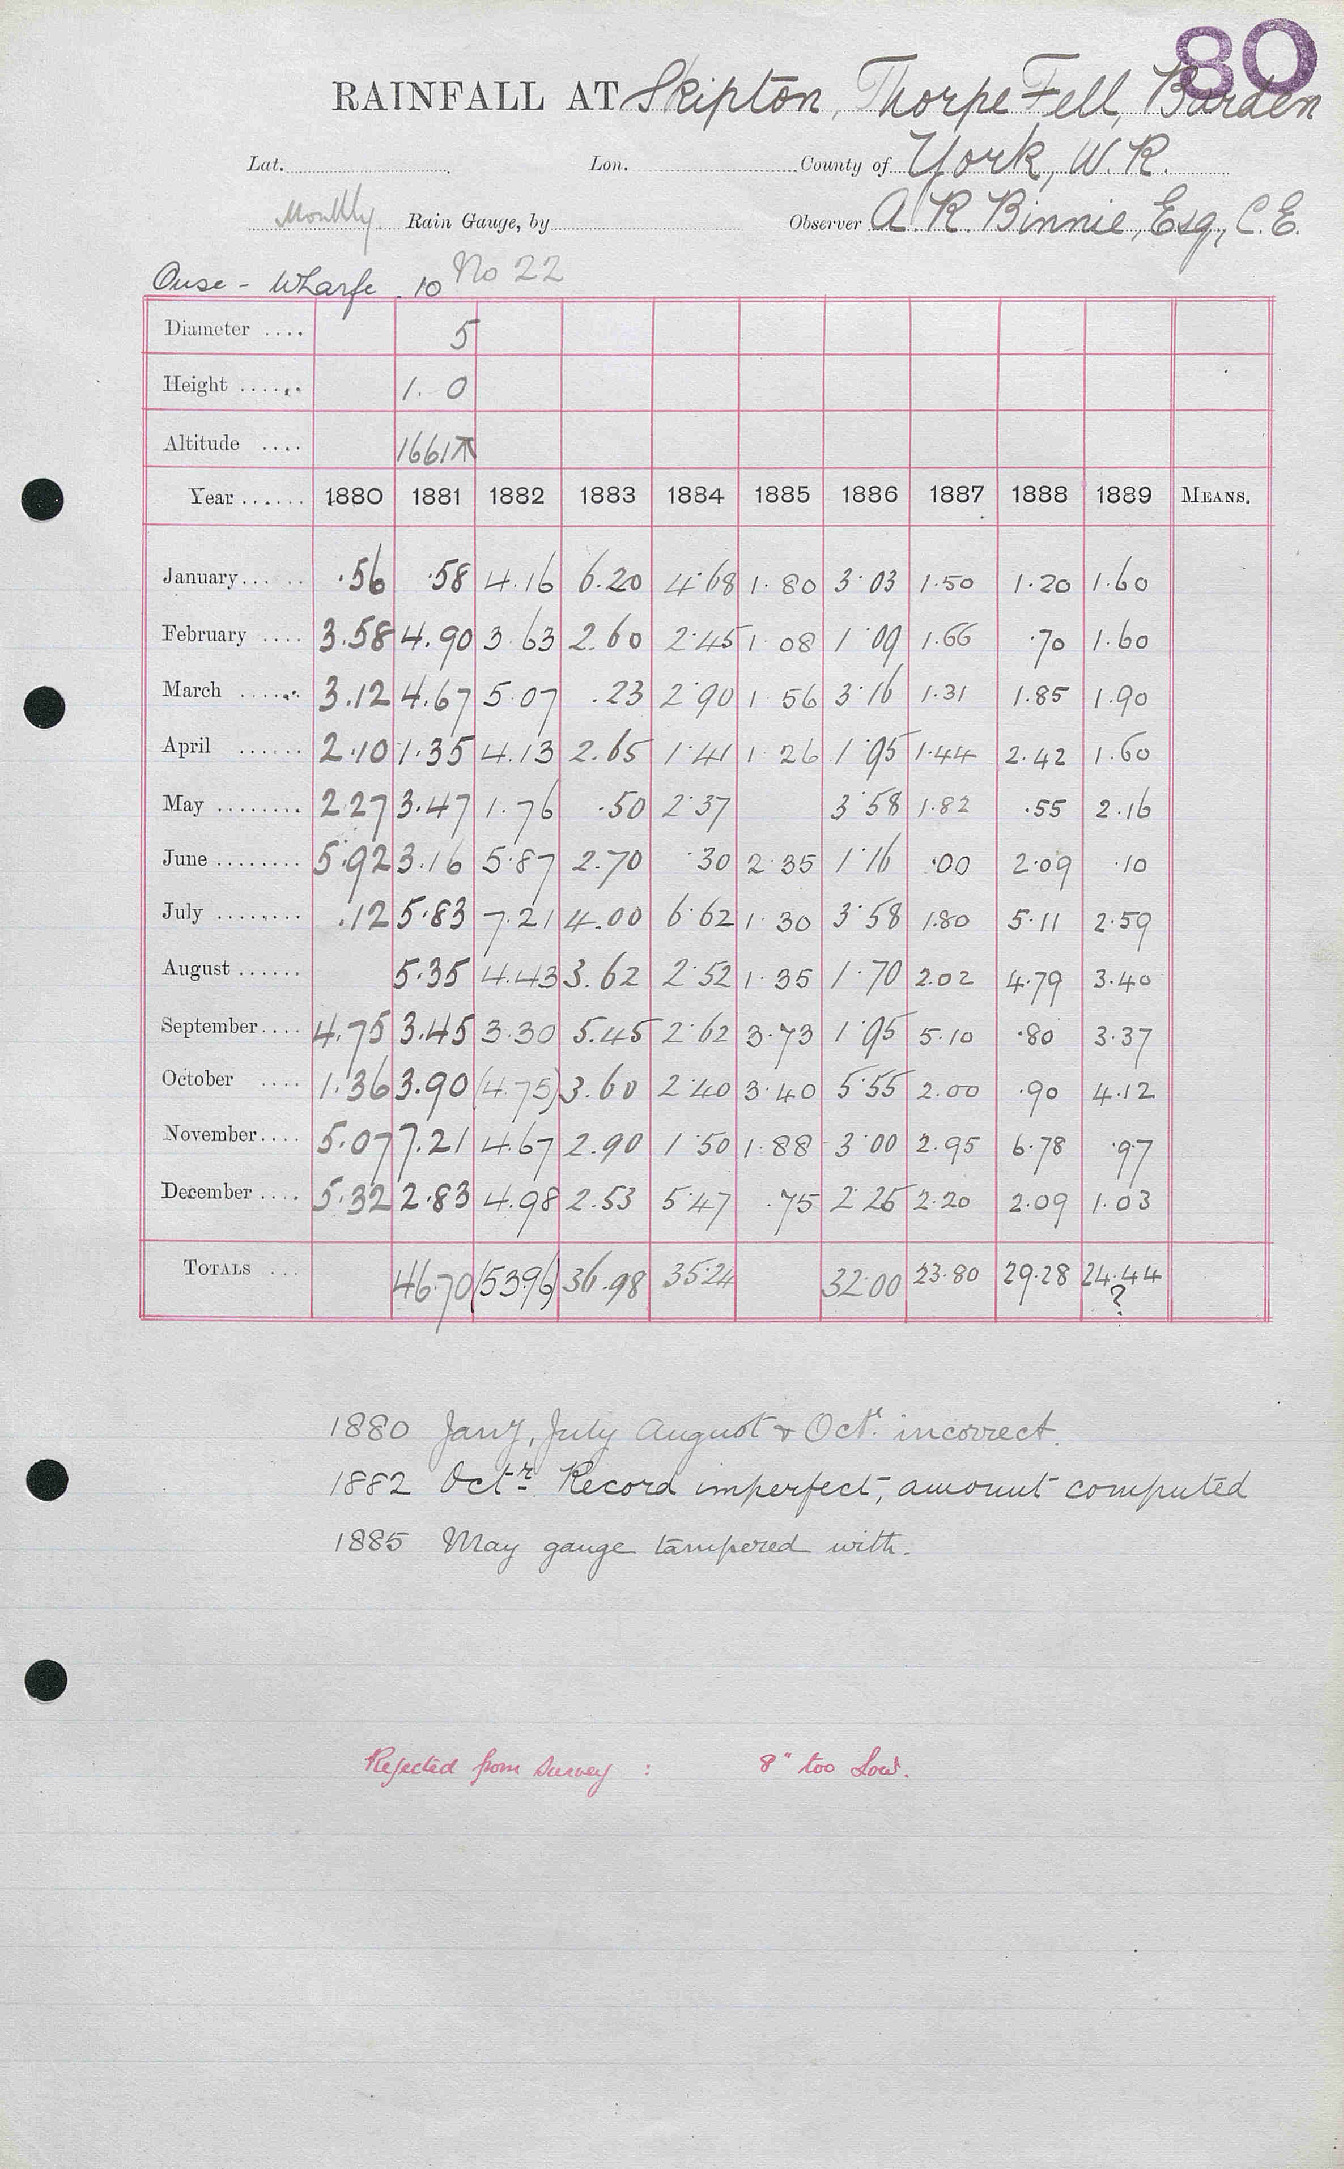 80
RAINFALL AT Skipton, Thorpe Fell, Barden
Lat. Lon. County of York, W.R.
Monthly Rain Gauge, by Observer A. R. Binnie, Esq., C.E.
Ouse - Wharfe 10 No 22
Diameter .... 5
Height ...... 1. 0
Altitude .... 1661
Year ...... 1880 1881 1882 1883 1884 1885 1886 1887 1888 1889 MEANS.
January ...... .56 .58 4.16 6.20 4.68 1.80 3.03 1.50 1.20 1.60
February .... 3.58 4.90 3.63 2.60 2.45 1.08 1.09 1.66 .70 1.60
March ...... 3.12 4.67 5.07 .23 2.90 1.56 3.16 1.31 1.85 1.90
April ...... 2.10 1.35 4.13 2.65 1.41 1.26 1.95 1.44 2.42 1.60
May ........ 2.27 3.47 1.76 .50 2.37 3.58 1.82 .55 2.16
June ........ 5.92 3.16 5.87 2.70 .30 2.35 1.16 .00 2.09 .10
July ........ .12 5.83 7.21 4.00 6.62 1.30 3.58 1.80 5.11 2.59
August ...... 5.35 4.43 3.62 2.52 1.35 1.70 2.02 4.79 3.40
September .... 4.75 3.45 3.30 5.45 2.62 3.73 1.95 5.10 .80 3.37
October .... 1.36 3.90 (4.75) 3.60 2.40 3.40 5.55 2.00 .90 4.12
November .... 5.07 7.21 4.67 2.90 1.50 1.88 3.00 2.95 6.78 .97
December .... 5.32 2.83 4.98 2.53 5.47 .75 2.25 2.20 2.09 1.03
TOTALS ... 46.70 (53.96) 36.98 35.24 32.00 23.80 29.28 24.44
?
1880 Jany, July August & Octr. incorrect.
1882 Octr. Record imperfect, amount computed
1885 May gauge tampered with.
Rejected from Survey : 8" too Low.